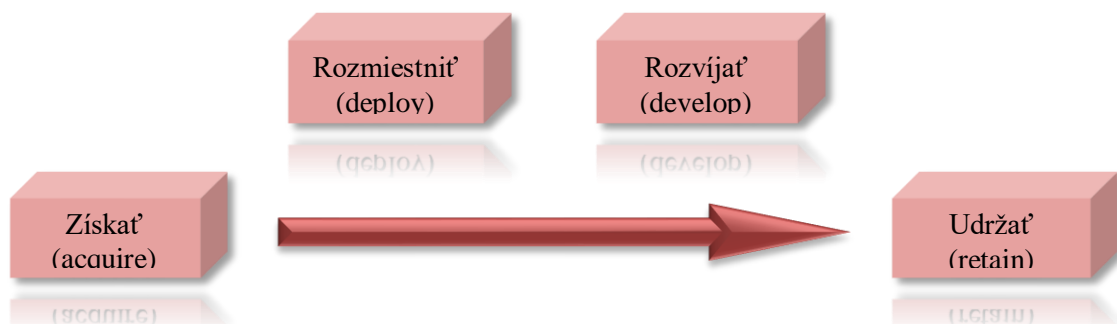 Rozmiestniť
(deploy)
Rozvíjať
(develop)
Získať
(acquire)
Udržať
(retain)